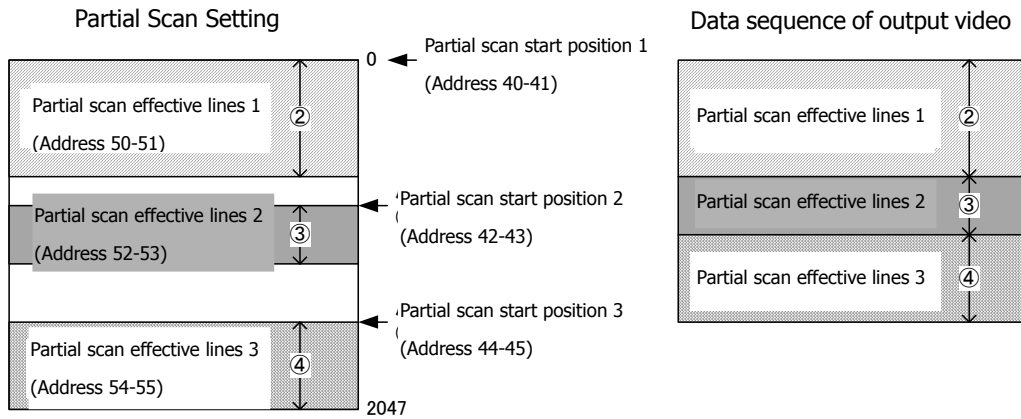 Partial Scan Setting
0
Partial scan start position 1
(Address 40-41)
Partial scan effective lines 1
(Address 50-51)
②
Partial scan start position 2
(Address 42-43)
Partial scan effective lines 2
(Address 52-53)
③
Partial scan start position 3
(Address 44-45)
Partial scan effective lines 3
(Address 54-55)
④
2047
Data sequence of output video
Partial scan effective lines 1
②
Partial scan effective lines 2
③
Partial scan effective lines 3
④